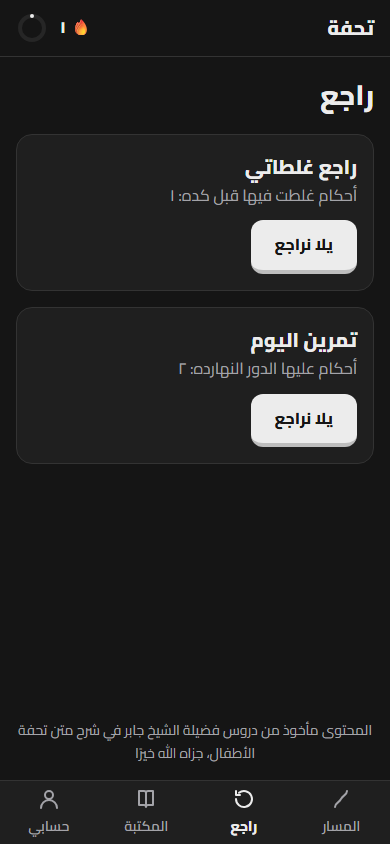 تحفة
١
راجع
راجع غلطاتي
أحكام غلطت فيها قبل كده: ١
يلا نراجع
تمرين اليوم
أحكام عليها الدور النهارده: ٢
يلا نراجع
المحتوى مأخوذ من دروس فضيلة الشيخ جابر في شرح متن تحفة
الأطفال، جزاه الله خيرًا
المسار
راجع
المكتبة
حسابي